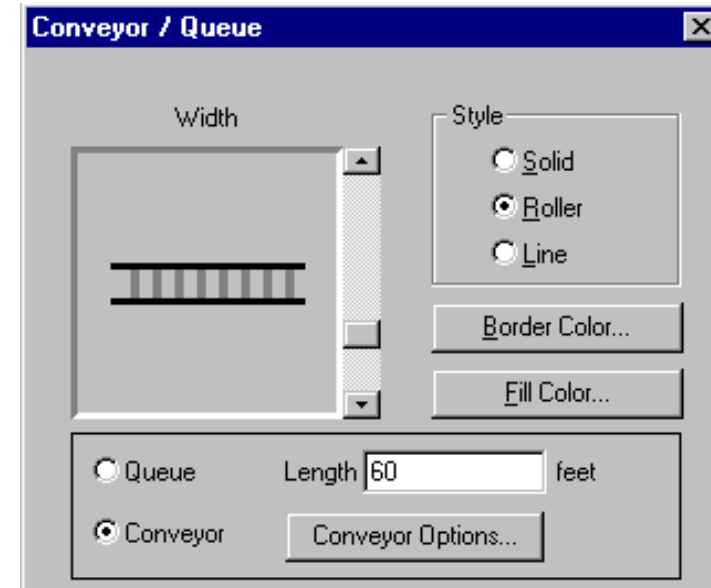 Conveyor / Queue
Width
Style
Solid
Roller
Line
Border Color...
Fill Color...
Queue
Length 60 feet
Conveyor
Conveyor Options...